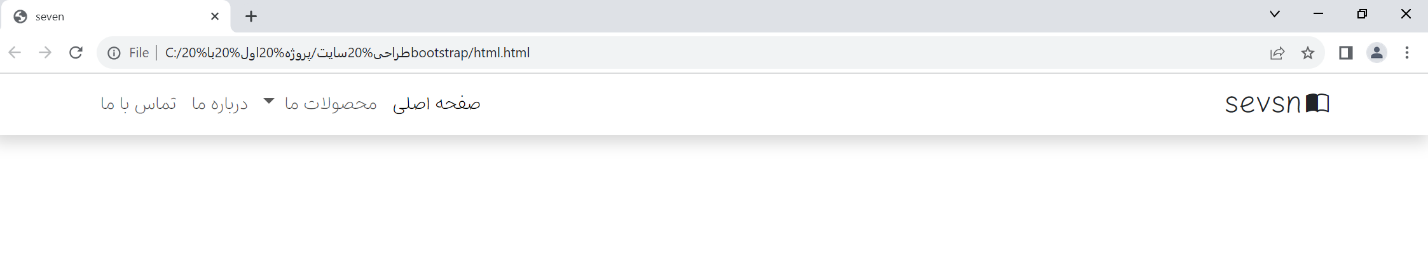 seven
File | C:/طراحی%20سایت/پروژه%20اول%20با%20bootstrap/html.html
sevsn
صفحه اصلی محصولات ما درباره ما تماس با ما